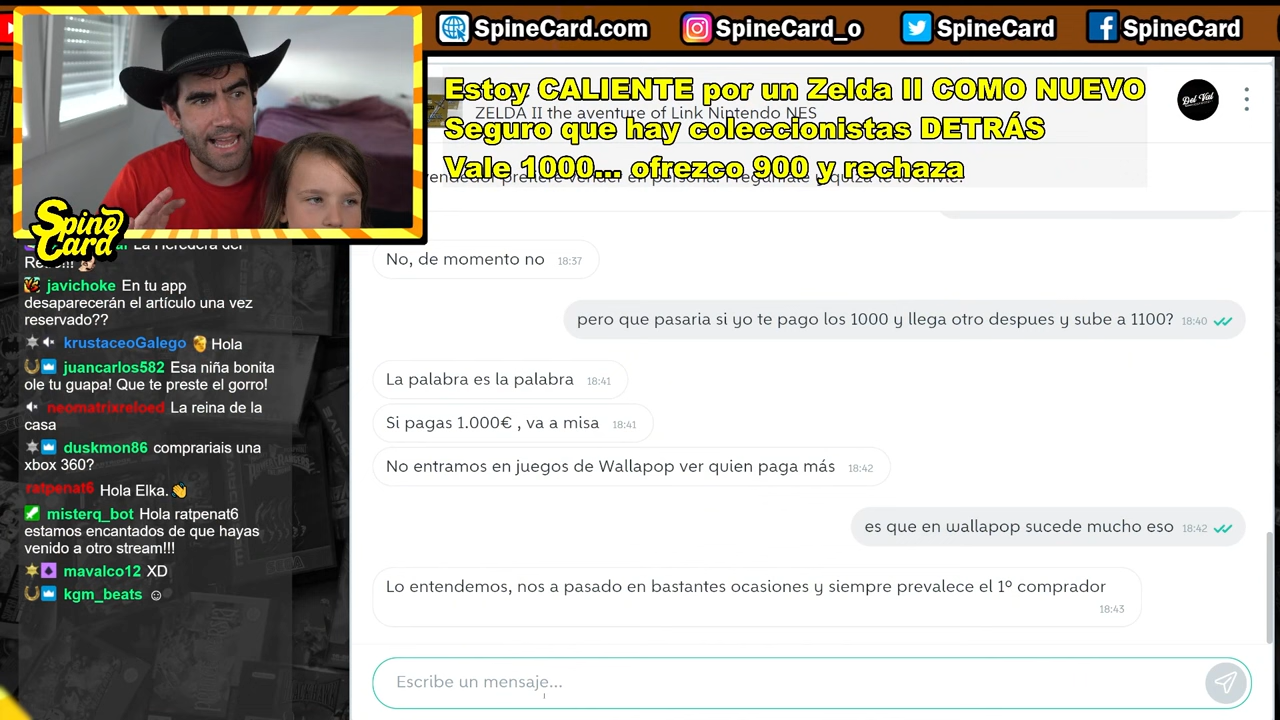 SpineCard.com
SpineCard_o
SpineCard
SpineCard
Estoy CALIENTE por un Zelda II COMO NUEVO
ZELDA II the aventure of Link Nintendo NES
Seguro que hay coleccionistas DETRÁS
Vale 1000... ofrezco 900 y rechaza
Del Val
Spine
Card
La Heredera del
javichoke En tu app
desaparecerán el artículo una vez
reservado??
krustaceoGalego Hola
juancarlos582 Esa niña bonita
ole tu guapa! Que te preste el gorro!
neomatrixreloed La reina de la
casa
duskmon86 comprariais una
xbox 360?
ratpenat6 Hola Elka.
misterq_bot Hola ratpenat6
estamos encantados de que hayas
venido a otro stream!!!
mavalco12 XD
kgm_beats
No, de momento no 18:37
pero que pasaria si yo te pago los 1000 y llega otro despues y sube a 1100? 18:40
La palabra es la palabra 18:41
Si pagas 1.000€ , va a misa 18:41
No entramos en juegos de Wallapop ver quien paga más 18:42
es que en wallapop sucede mucho eso 18:42
Lo entendemos, nos a pasado en bastantes ocasiones y siempre prevalece el 1º comprador
18:43
Escribe un mensaje...